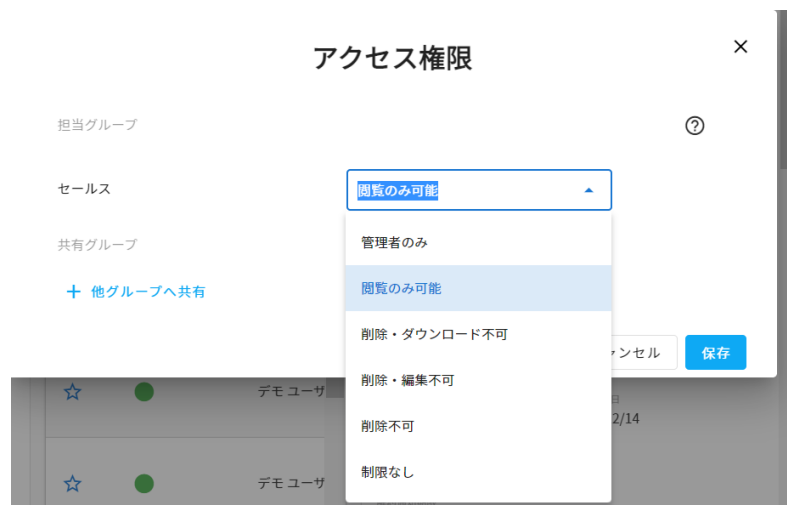 アクセス権限
担当グループ
セールス
閲覧のみ可能
管理者のみ
共有グループ
閲覧のみ可能
他グループへ共有
削除・ダウンロード不可
ャンセル
保存
削除・編集不可
デモ ユーザ
日
2/14
削除不可
制限なし
デモ ユーザ